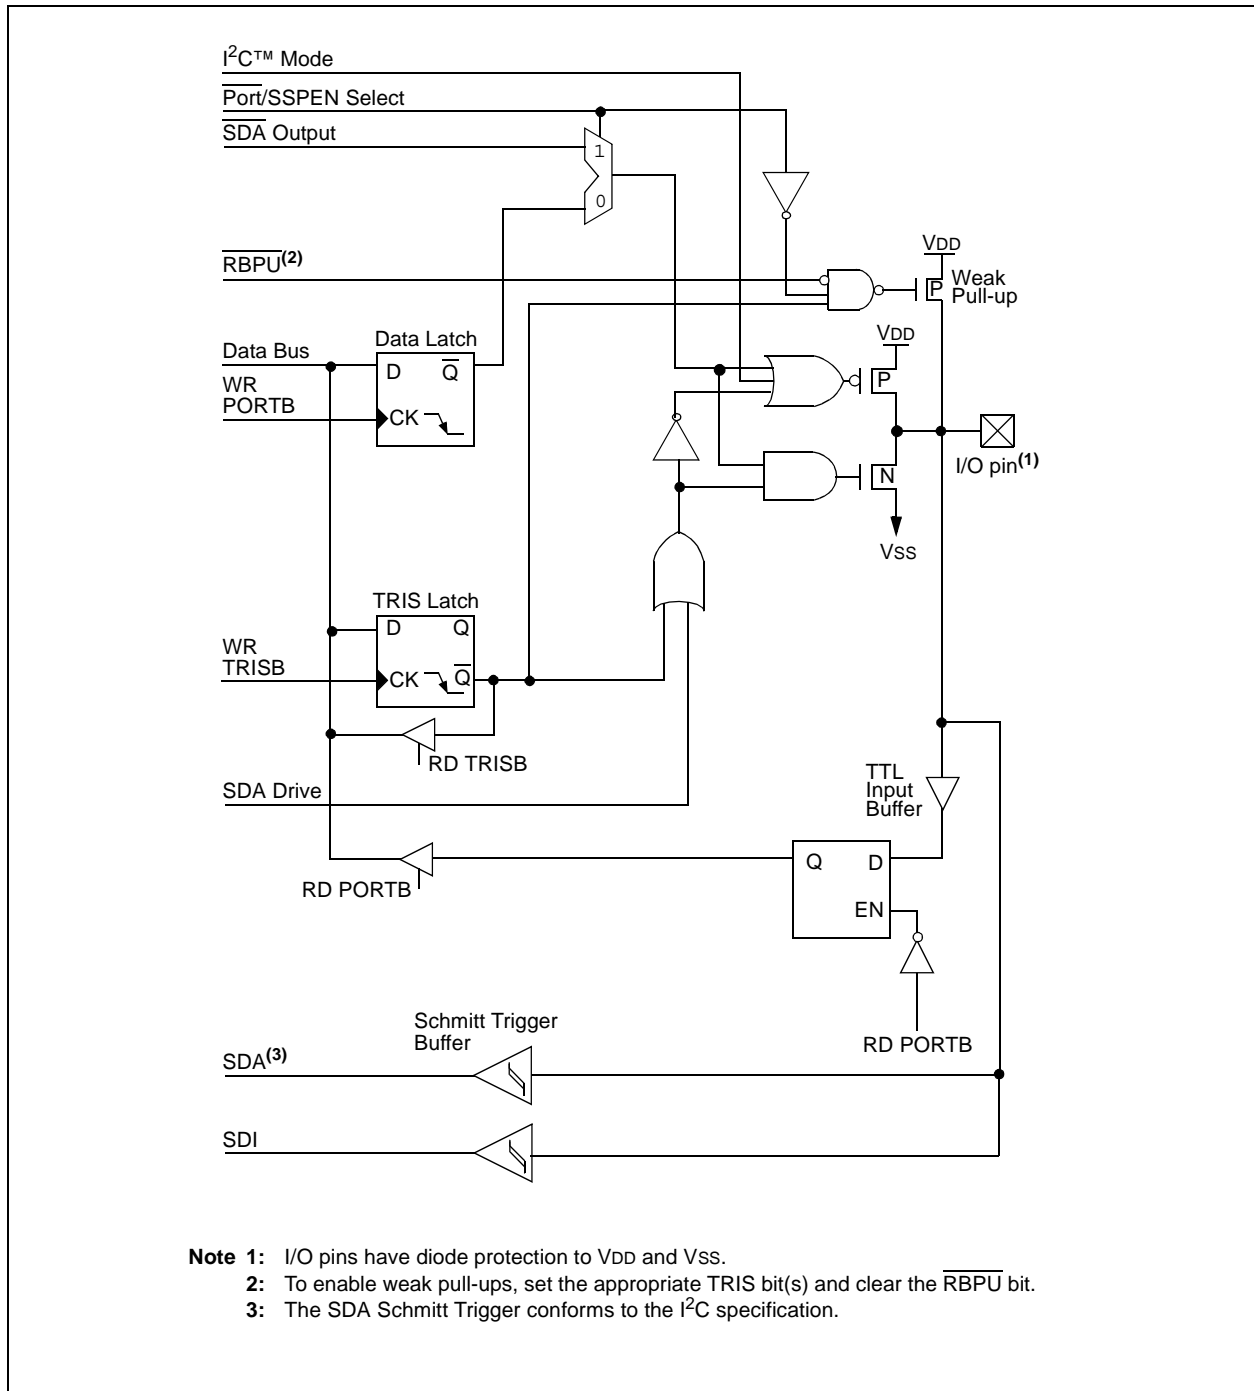 I²C™ Mode
Port/SSPEN Select
SDA Output
1
0
RBPU(2)
VDD
Weak
Pull-up
P
Data Latch
VDD
Data Bus
D Q
WR
PORTB
CK
P
I/O pin(1)
N
VSS
TRIS Latch
D Q
WR
TRISB
CK Q
RD TRISB
TTL
Input
Buffer
SDA Drive
Q D
RD PORTB
EN
Schmitt Trigger
Buffer
RD PORTB
SDA(3)
SDI
Note 1: I/O pins have diode protection to VDD and VSS.
2: To enable weak pull-ups, set the appropriate TRIS bit(s) and clear the RBPU bit.
3: The SDA Schmitt Trigger conforms to the I²C specification.